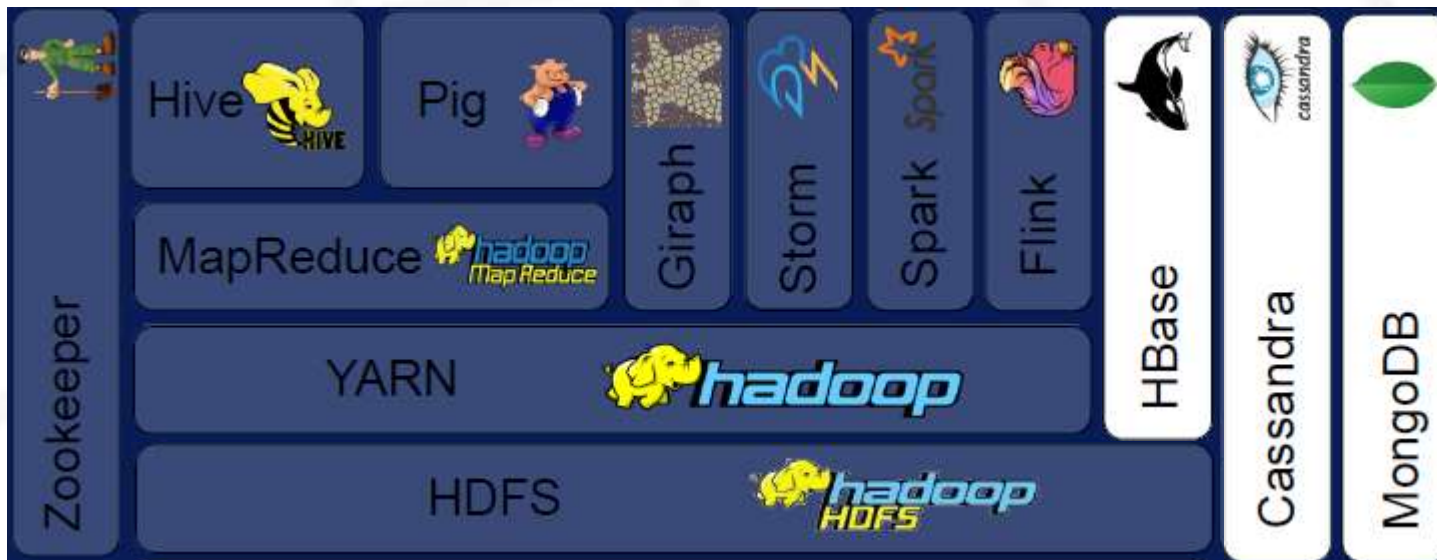 Zookeeper
Hive
HIVE
Pig
Giraph
Storm
Spark
Spark
Flink
HBase
cassandra
Cassandra
MongoDB
MapReduce
hadoop
Map Reduce
YARN
hadoop
HDFS
hadoop
HDFS